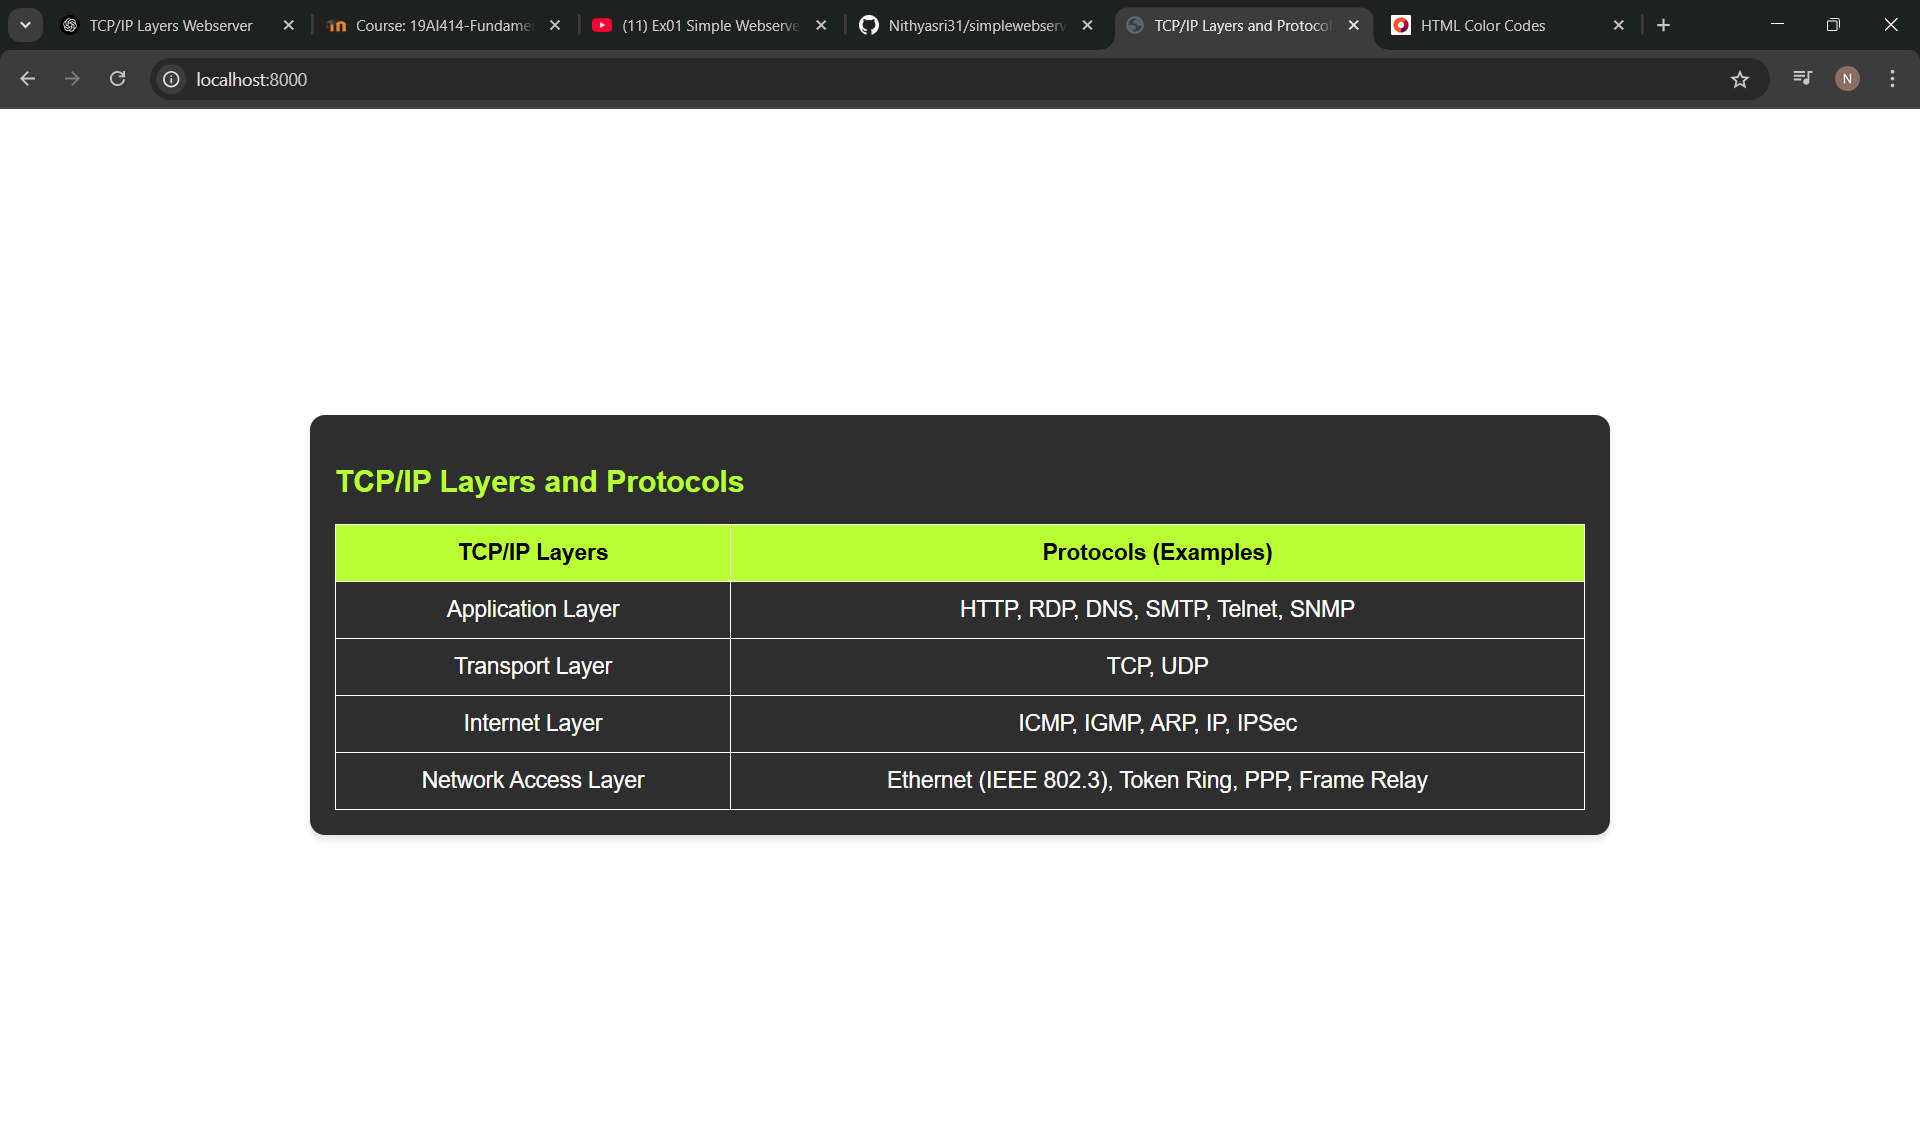 TCP/IP Layers Webserver
Course: 19AI414-Fundame
(11) Ex01 Simple Webserve
Nithyasri31/simplewebserv
TCP/IP Layers and Protocol
HTML Color Codes
localhost:8000
N
TCP/IP Layers and Protocols
TCP/IP Layers Protocols (Examples)
Application Layer HTTP, RDP, DNS, SMTP, Telnet, SNMP
Transport Layer TCP, UDP
Internet Layer ICMP, IGMP, ARP, IP, IPSec
Network Access Layer Ethernet (IEEE 802.3), Token Ring, PPP, Frame Relay